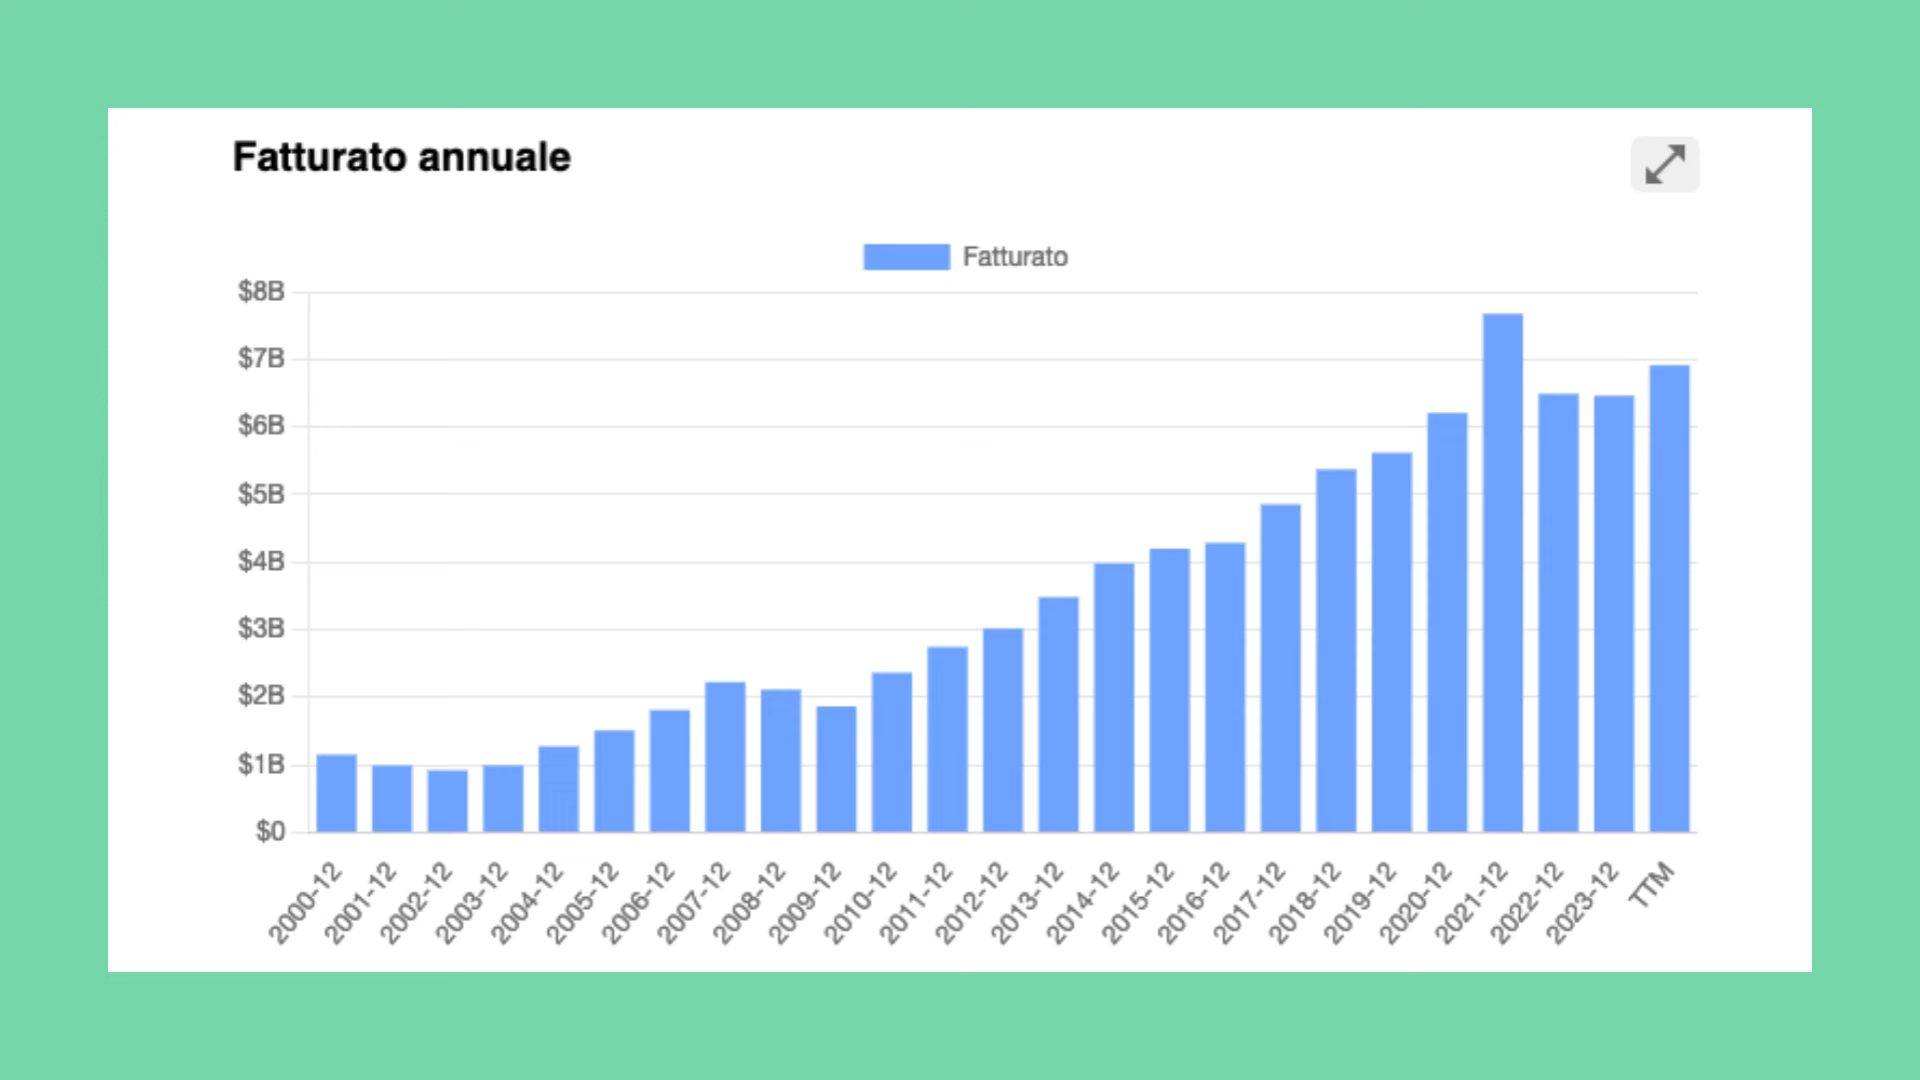 Fatturato annuale
Fatturato
$8B
$7B
$6B
$5B
$4B
$3B
$2B
$1B
$0
2000-12
2001-12
2002-12
2003-12
2004-12
2005-12
2006-12
2007-12
2008-12
2009-12
2010-12
2011-12
2012-12
2013-12
2014-12
2015-12
2016-12
2017-12
2018-12
2019-12
2020-12
2021-12
2022-12
2023-12
TTM